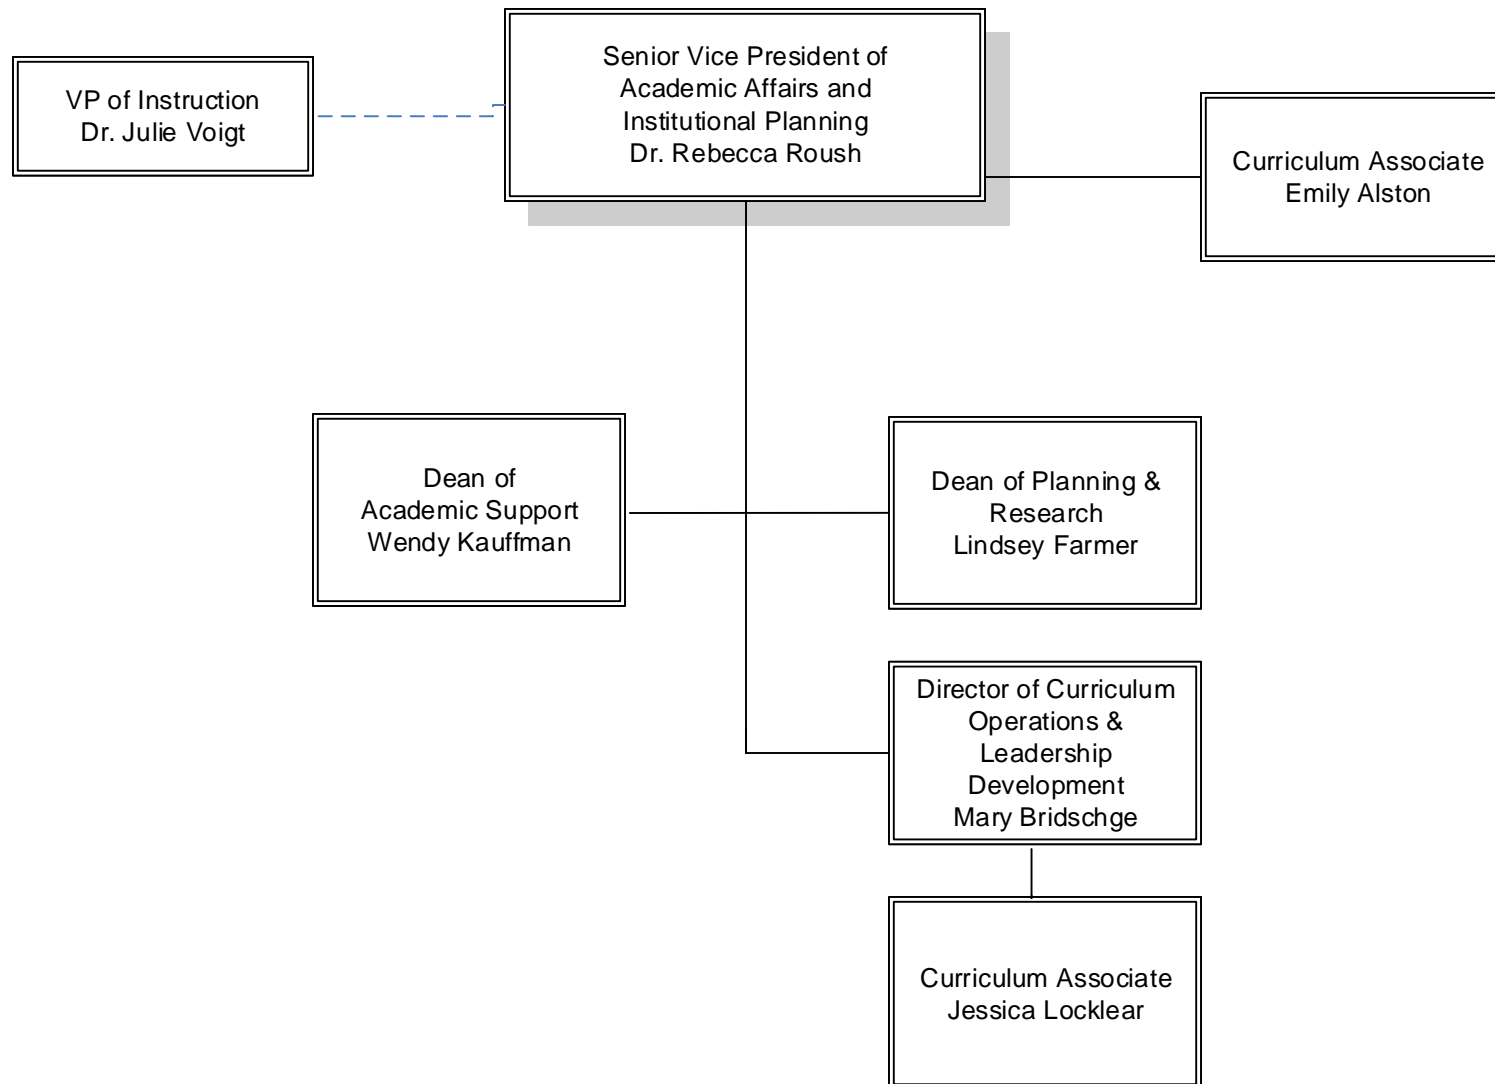 Senior Vice President of
Academic Affairs and
Institutional Planning
Dr. Rebecca Roush
VP of Instruction
Dr. Julie Voigt
Curriculum Associate
Emily Alston
Dean of
Academic Support
Wendy Kauffman
Dean of Planning &
Research
Lindsey Farmer
Director of Curriculum
Operations &
Leadership
Development
Mary Bridschge
Curriculum Associate
Jessica Locklear